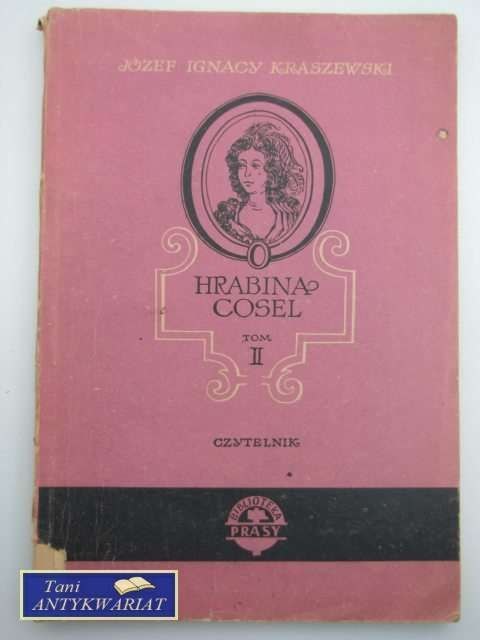 JÓZEF IGNACY KRASZEWSKI
HRABINA
COSEL
TOM
II
CZYTELNIK
BIBLIOTEKA
PRASY
Tani
ANTYKWARIAT